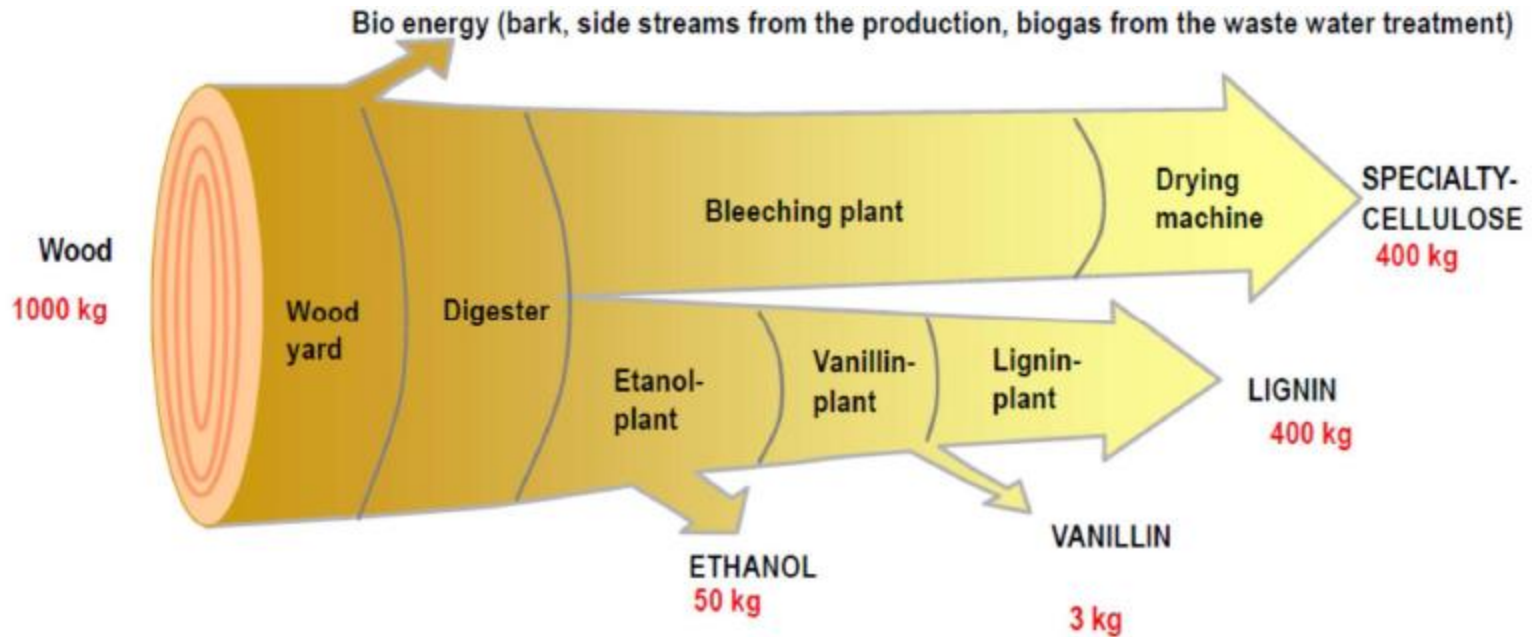 Bio energy (bark, side streams from the production, biogas from the waste water treatment)
Wood
1000 kg
Wood
yard
Digester
Bleeching plant
Drying
machine
SPECIALTY-
CELLULOSE
400 kg
Etanol-
plant
Vanillin-
plant
Lignin-
plant
LIGNIN
400 kg
ETHANOL
50 kg
VANILLIN
3 kg